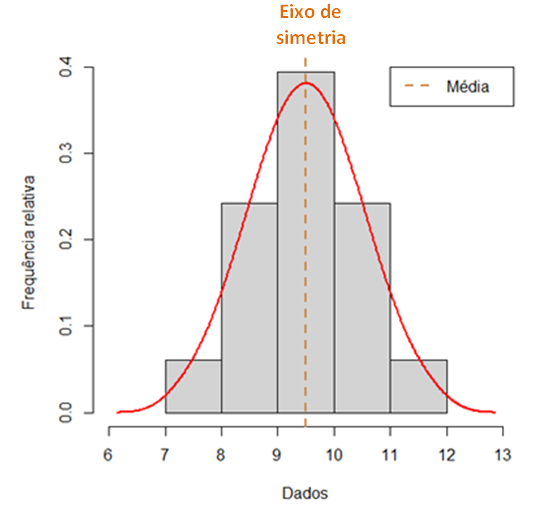 Eixo de
simetria
Média
Frequência relativa
0.4
0.3
0.2
0.1
0.0
6 7 8 9 10 11 12 13
Dados